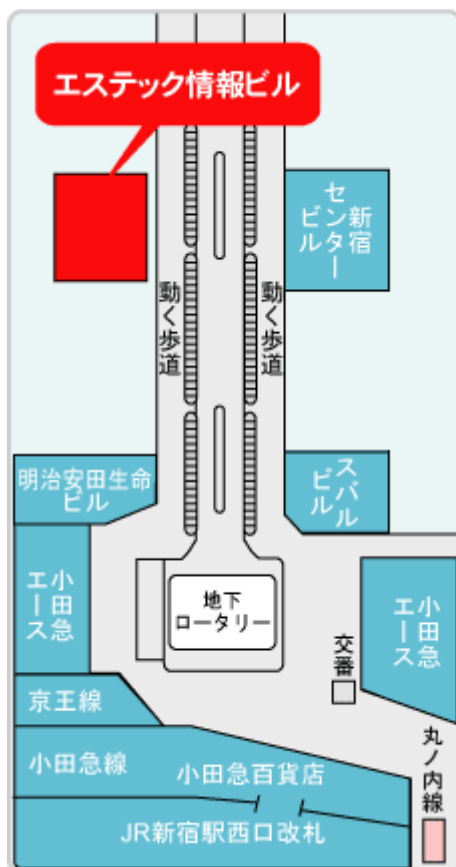 エステック情報ビル
新宿
センター
ビル
動く歩道
動く歩道
明治安田生命
ビル
スバル
ビル
小田急
エース
地下
ロータリー
小田急
エース
交番
京王線
丸ノ内線
小田急線
小田急百貨店
JR新宿駅西口改札